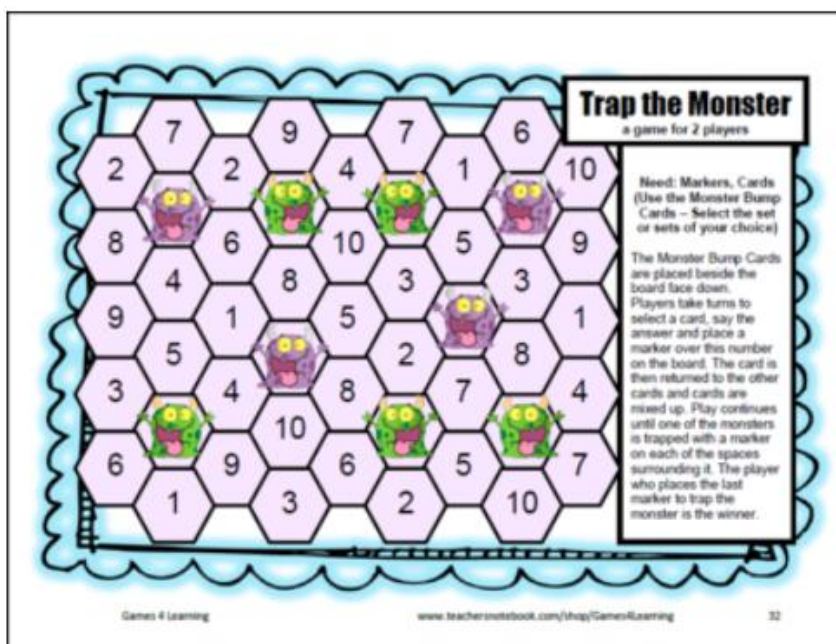 Trap the Monster
a game for 2 players
7 9 7 6
2 2 4 1 10
8 6 10 5 9
4 8 3 3
9 1 5 1
5 2 8
3 4 8 7 4
10
6 9 6 5 7
1 3 2 10
Need: Markers, Cards
(Use the Monster Bump
Cards – Select the set
or sets of your choice)
The Monster Bump Cards
are placed beside the
board face down.
Players take turns to
select a card, say the
answer and place a
marker over this number
on the board. The card is
then returned to the other
cards and cards are
mixed up. Play continues
until one of the monsters
is trapped with a marker
on each of the spaces
surrounding it. The player
who places the last
marker to trap the
monster is the winner.
Games 4 Learning
www.teachersnotebook.com/shop/Games4Learning
32